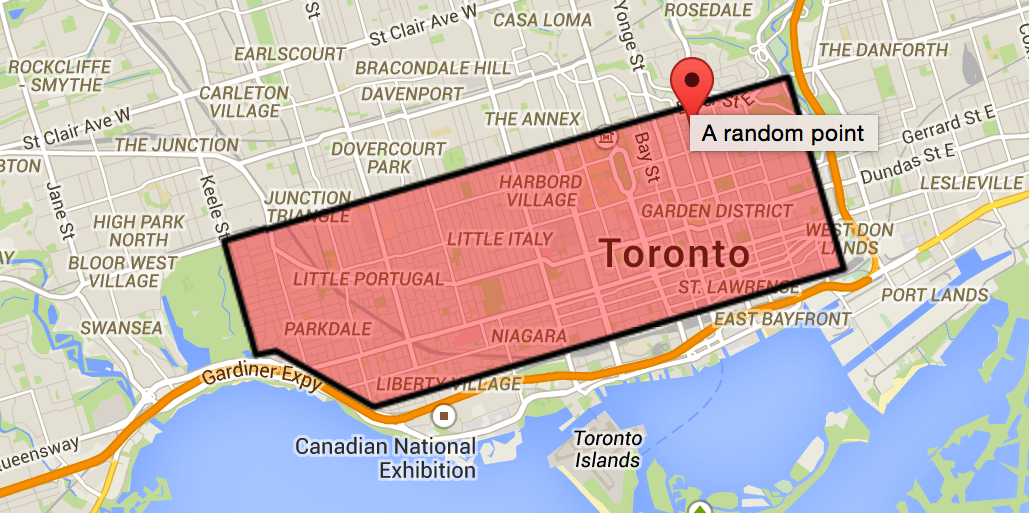 St
St Clair Ave W
CASA LOMA
Yonge St
ROSEDALE
EARLSCOURT
THE DANFORTH
ROCKCLIFFE
- SMYTHE
BRACONDALE HILL
CARLETON
VILLAGE
DAVENPORT
St E
A random point
St Clair Ave W
THE ANNEX
Bay St
Gerrard St E
THE JUNCTION
DOVERCOURT
PARK
Dundas St E
Jane St
Keele St
HARBORD
VILLAGE
LESLIEVILLE
JUNCTION
TRIANGLE
GARDEN DISTRICT
HIGH PARK
NORTH
WEST DON
LANDS
LITTLE ITALY
Toronto
BLOOR WEST
VILLAGE
LITTLE PORTUGAL
ST. LAWRENCE
PORT LANDS
SWANSEA
PARKDALE
NIAGARA
EAST BAYFRONT
Gardiner Expy
LIBERTY VILLAGE
Canadian National
Exhibition
Toronto
Islands
ueensway